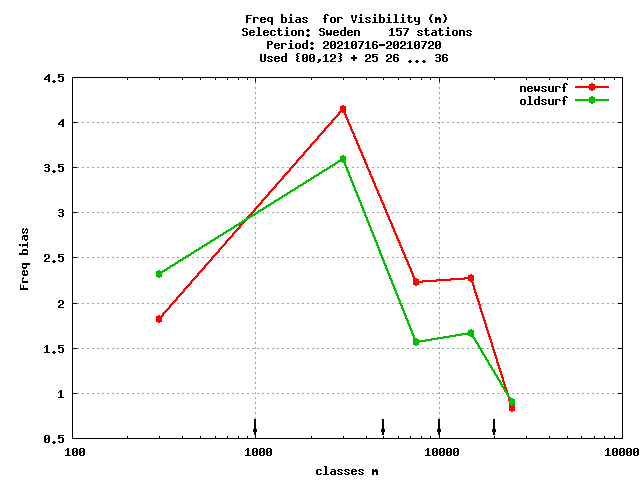 Freq bias  for Visibility (m)
Selection: Sweden    157 stations
Period: 20210716-20210720
Used {00,12} + 25 26 ... 36
newsurf
oldsurf
4.5
4
3.5
3
2.5
2
1.5
1
0.5
Freq bias
100
1000
10000
10000
classes m